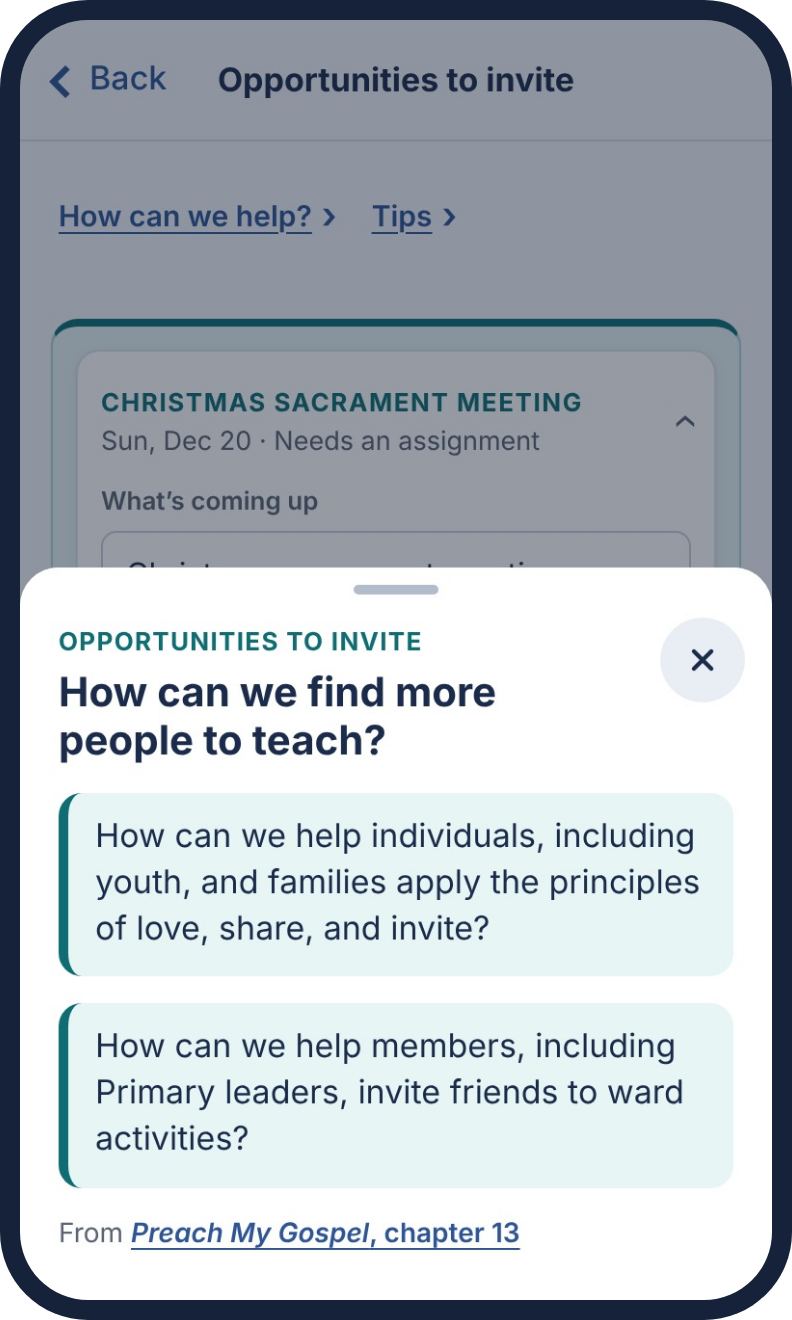 Back
Opportunities to invite
How can we help? ›
Tips ›
CHRISTMAS SACRAMENT MEETING
Sun, Dec 20 · Needs an assignment
What’s coming up
OPPORTUNITIES TO INVITE
How can we find more
people to teach?
How can we help individuals, including
youth, and families apply the principles
of love, share, and invite?
How can we help members, including
Primary leaders, invite friends to ward
activities?
From Preach My Gospel, chapter 13